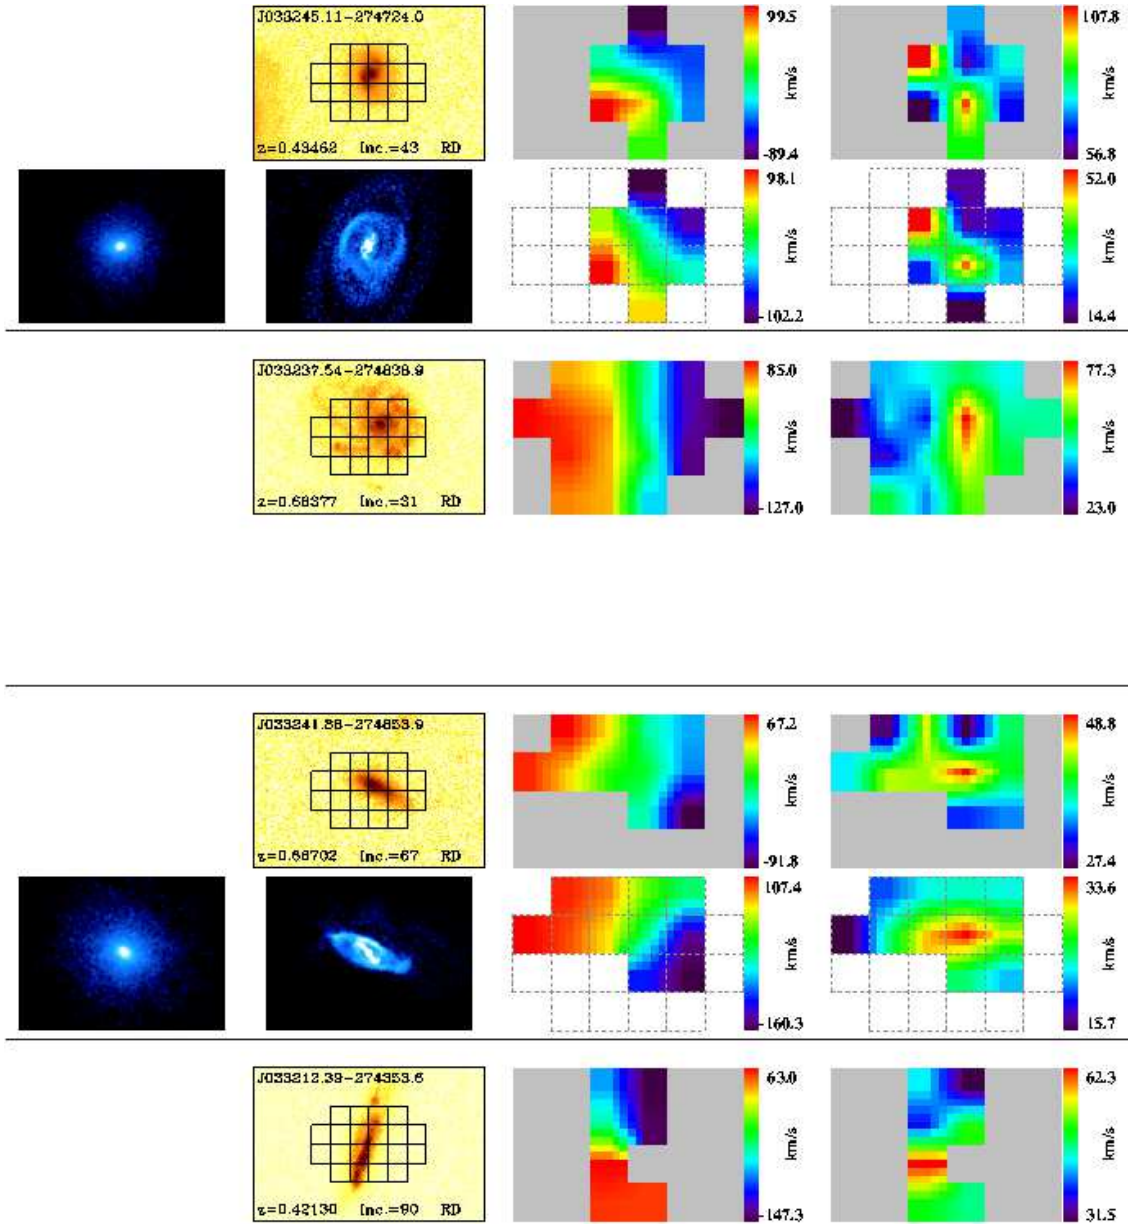 J033245.11-274724.0
z=0.43462 Inc.=43 RD
99.5
km/s
-89.4
107.8
km/s
56.8
98.1
km/s
-102.2
52.0
km/s
14.4
J033237.54-274838.9
z=0.68377 Inc.=31 RD
85.0
km/s
-127.0
77.3
km/s
23.0
J033241.88-274853.9
z=0.66702 Inc.=67 RD
67.2
km/s
-91.8
48.8
km/s
27.4
107.4
km/s
-160.3
33.6
km/s
15.7
J033212.39-274353.6
z=0.42130 Inc.=80 RD
63.0
km/s
-147.3
62.3
km/s
31.5